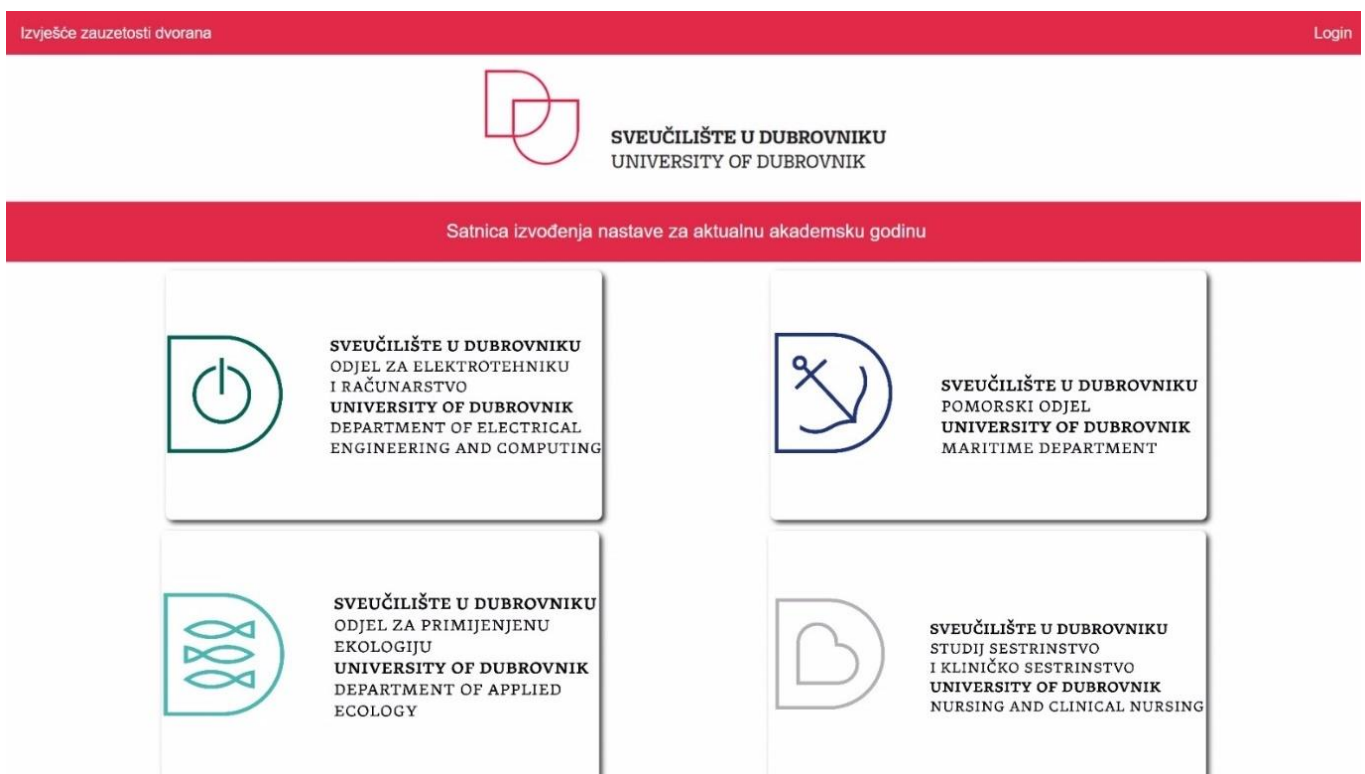 Izvješće zauzetosti dvorana
Login
SVEUČILIŠTE U DUBROVNIKU
UNIVERSITY OF DUBROVNIK
Satnica izvođenja nastave za aktualnu akademsku godinu
SVEUČILIŠTE U DUBROVNIKU
ODJEL ZA ELEKTROTEHNIKU
I RAČUNARSTVO
UNIVERSITY OF DUBROVNIK
DEPARTMENT OF ELECTRICAL
ENGINEERING AND COMPUTING
SVEUČILIŠTE U DUBROVNIKU
POMORSKI ODJEL
UNIVERSITY OF DUBROVNIK
MARITIME DEPARTMENT
SVEUČILIŠTE U DUBROVNIKU
ODJEL ZA PRIMIJENJENU
EKOLOGIJU
UNIVERSITY OF DUBROVNIK
DEPARTMENT OF APPLIED
ECOLOGY
SVEUČILIŠTE U DUBROVNIKU
STUDIJ SESTRINSTVO
I KLINIČKO SESTRINSTVO
UNIVERSITY OF DUBROVNIK
NURSING AND CLINICAL NURSING